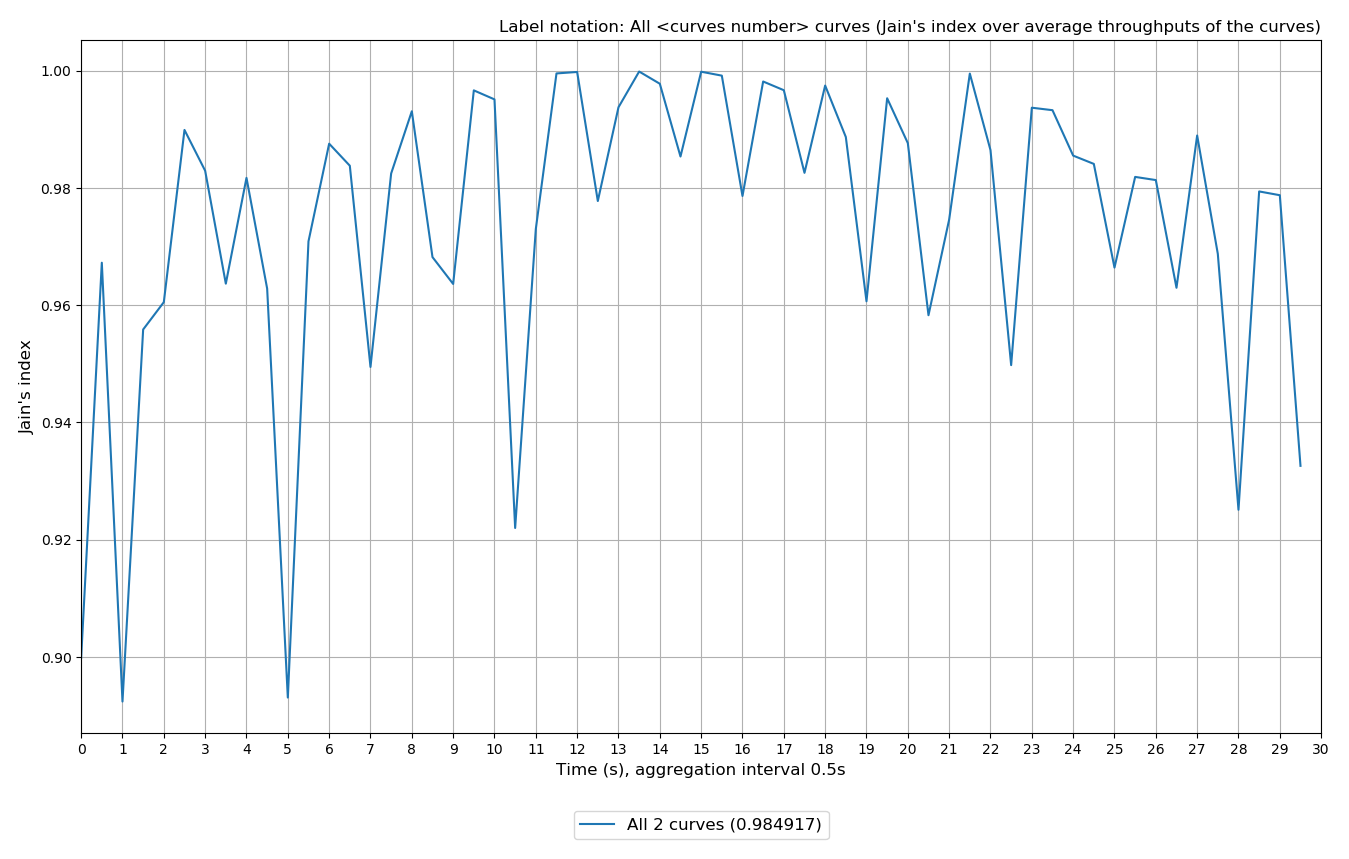 Label notation: All <curves number> curves (Jain's index over average throughputs of the curves)
1.00
0.98
0.96
0.94
0.92
0.90
Jain's index
0 1 2 3 4 5 6 7 8 9 10 11 12 13 14 15 16 17 18 19 20 21 22 23 24 25 26 27 28 29 30
Time (s), aggregation interval 0.5s
All 2 curves (0.984917)